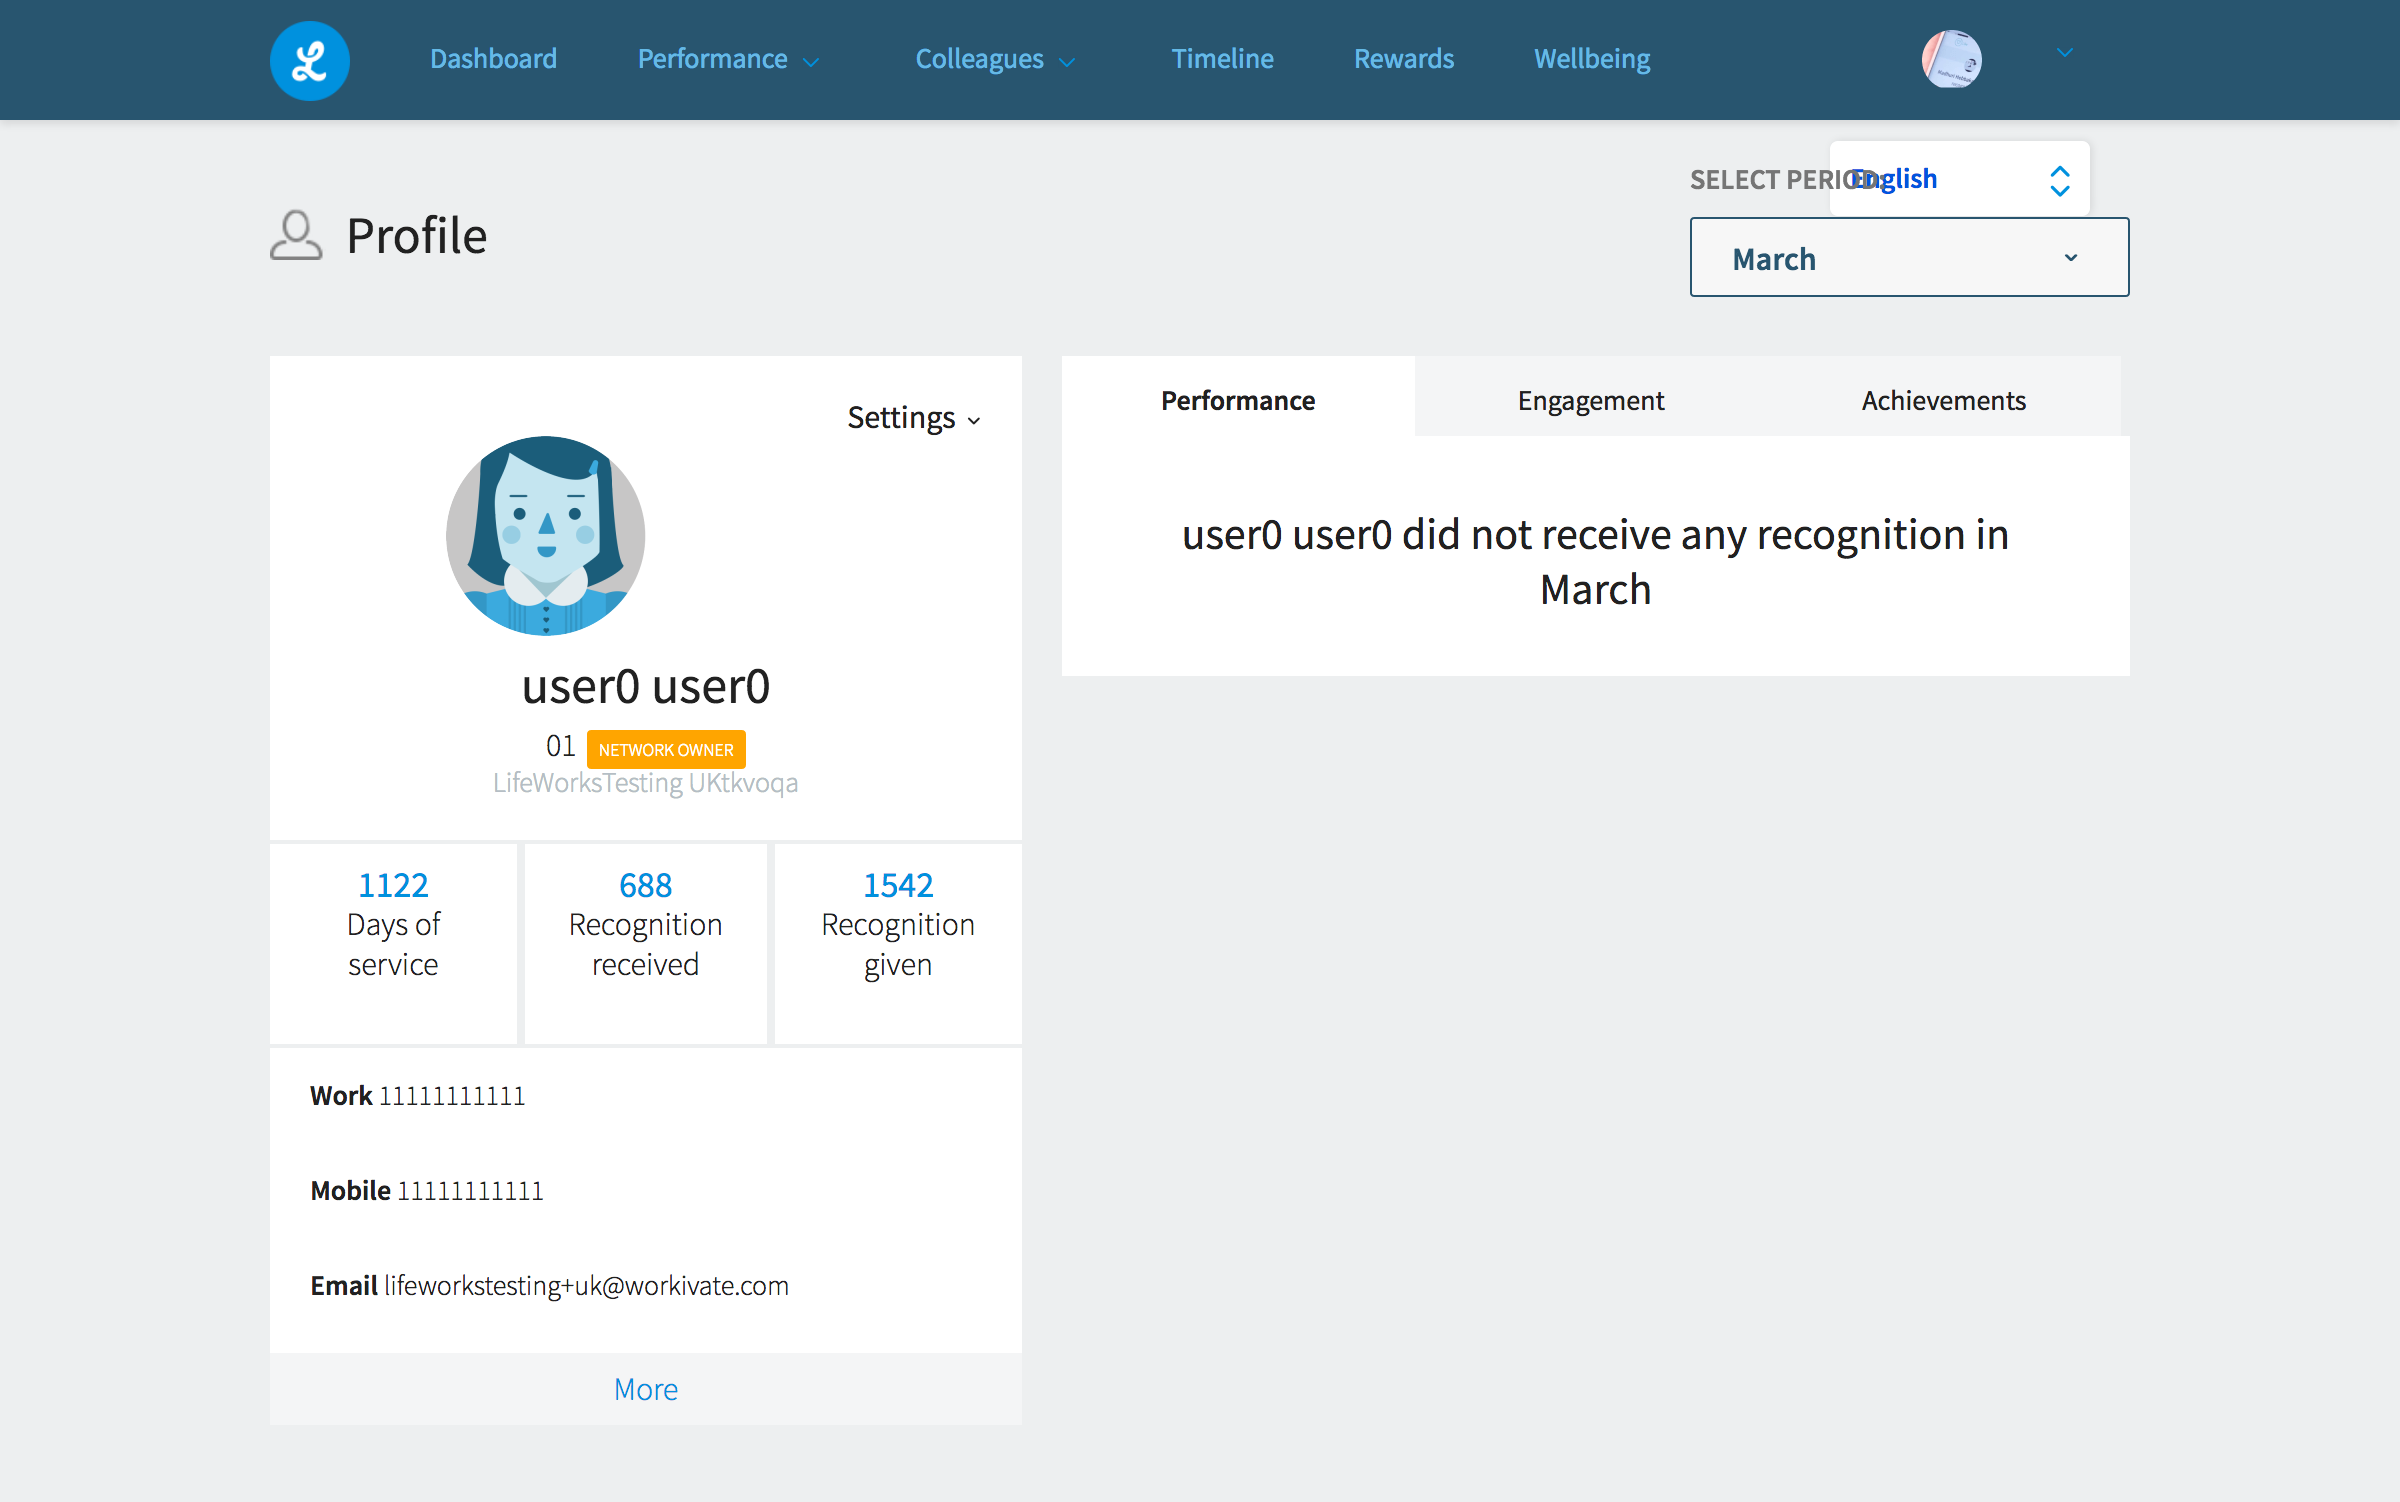 Dashboard
Performance
Colleagues
Timeline
Rewards
Wellbeing
SELECT PERIOD:
English
Profile
March
Settings
Performance
Engagement
Achievements
user0 user0 did not receive any recognition in
March
user0 user0
01 NETWORK OWNER
LifeWorksTesting UKtkvoqa
1122
Days of
service
688
Recognition
received
1542
Recognition
given
Work 11111111111
Mobile 11111111111
Email lifeworkstesting+uk@workivate.com
More